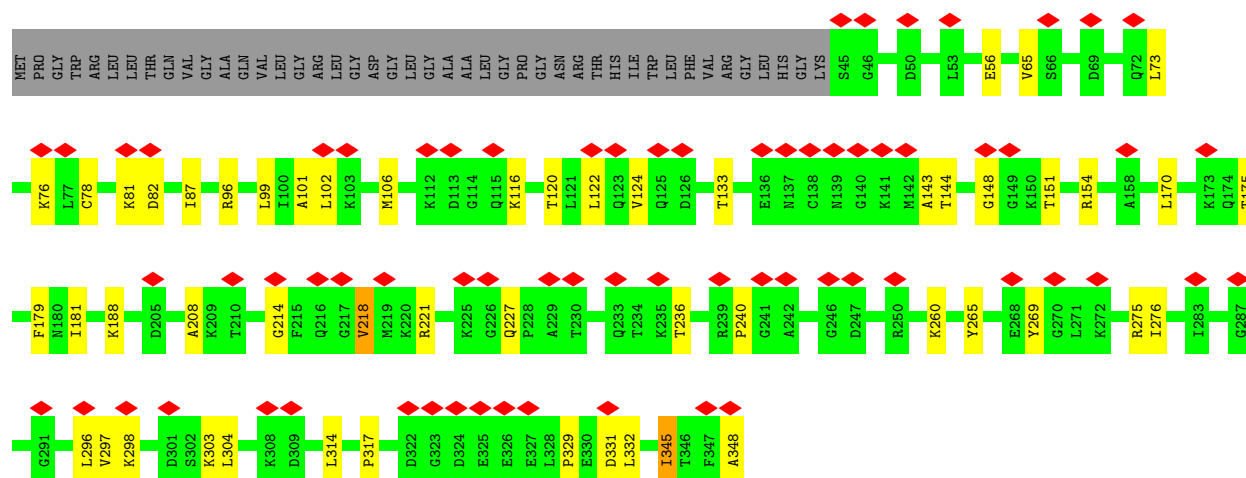 MET PRO GLY TRP ARG LEU LEU THR GLN VAL GLY ALA GLN VAL LEU GLY ARG LEU GLY ASP GLY LEU GLY ALA ALA LEU GLY PRO GLY ASN ARG THR HIS ILE TRP LEU PHE VAL ARG GLY LEU HIS GLY LYS S45 G46 D50 L53 E56 V65 S66 D69 Q72 L73
K76 L77 C78 K81 D82 I87 R96 L99 I100 A101 L102 K103 M106 K112 D113 G114 Q115 K116 T120 L121 L122 Q123 V124 Q125 D126 T133 E136 N137 C138 N139 G140 K141 M142 A143 T144 G148 G149 K150 T151 R154 A158 L170 K173 Q174 T175
F179 N180 I181 K188 D205 A208 K209 T210 G214 F215 Q216 G217 V218 M219 K220 R221 K225 G226 Q227 P228 A229 T230 Q233 T234 K235 T236 R239 P240 G241 A242 G246 D247 R250 K260 Y265 E268 Y269 G270 L271 K272 R275 I276 I283 G287
G291 L296 V297 K298 D301 S302 K303 L304 K308 D309 L314 P317 D322 G323 D324 E325 E326 E327 L328 P329 E330 D331 L332 I345 T346 F347 A348